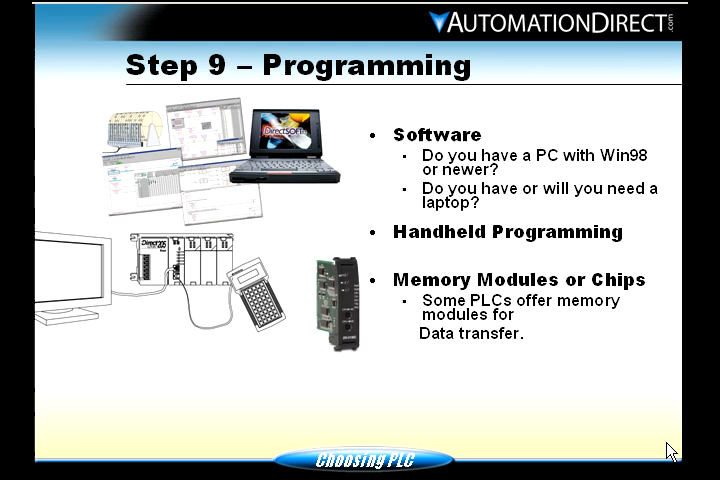 AUTOMATIONDIRECT.com
Step 9 – Programming
DirectSOFT
• Software
▪ Do you have a PC with Win98
or newer?
▪ Do you have or will you need a
laptop?
• Handheld Programming
• Memory Modules or Chips
▪ Some PLCs offer memory
modules for
Data transfer.
Choosing PLC